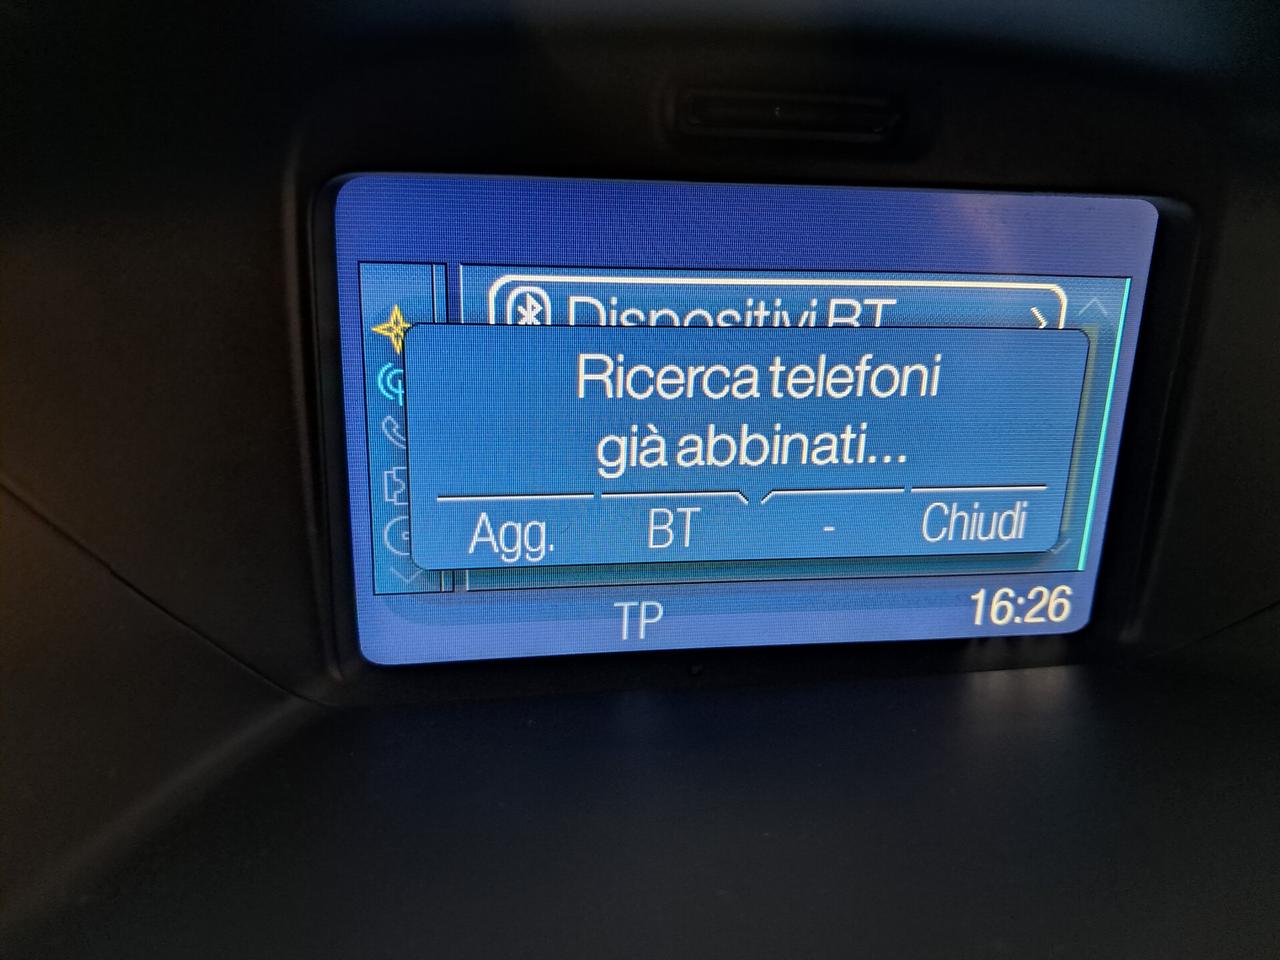 Dispositivi BT
Ricerca telefoni
già abbinati...
Agg. BT - Chiudi
TP 16:26